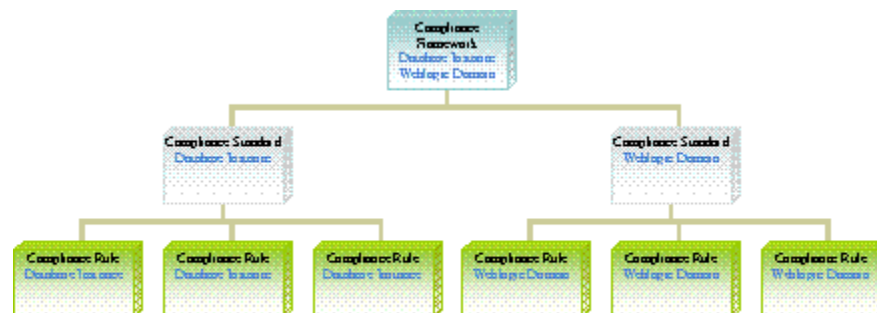 Compliance
Framework
Database Instance
Weblogic Domain
Compliance Standard
Database Instance
Compliance Standard
Weblogic Domain
Compliance Rule
Database Instance
Compliance Rule
Database Instance
Compliance Rule
Database Instance
Compliance Rule
Weblogic Domain
Compliance Rule
Weblogic Domain
Compliance Rule
Weblogic Domain